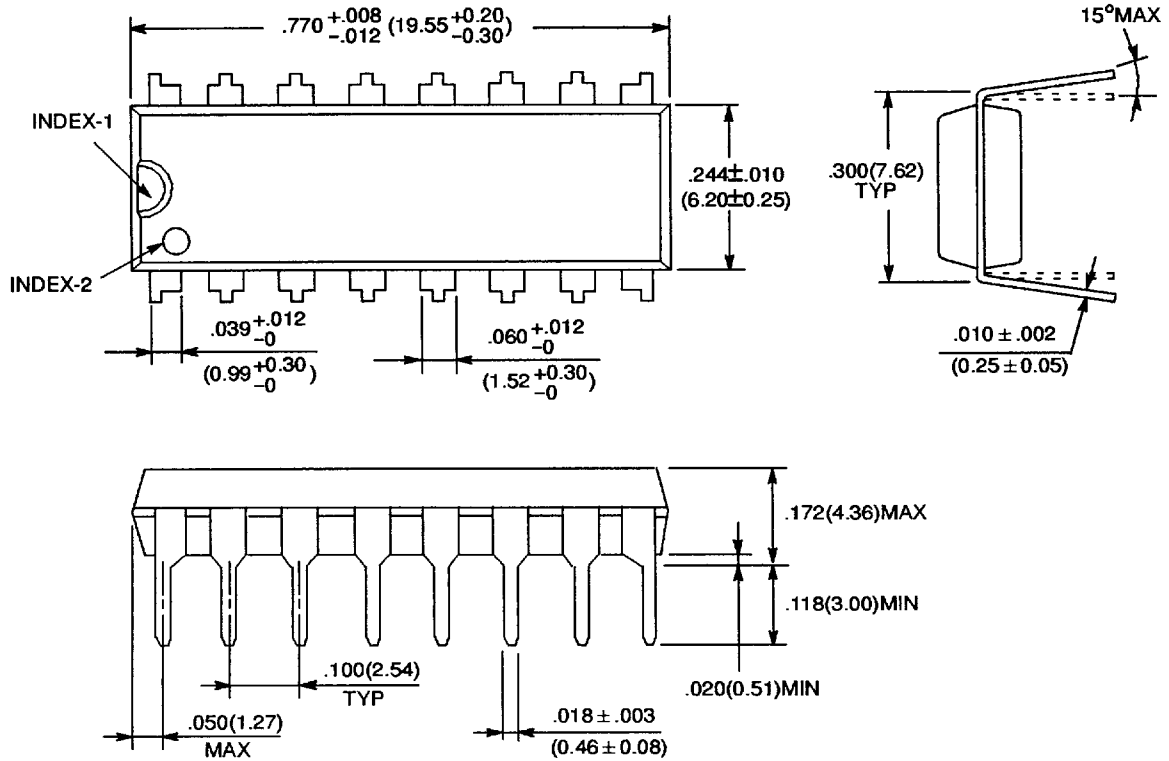 .770 +.008 -.012 (19.55 +0.20 -0.30)
15°MAX
INDEX-1
.244±.010
(6.20±0.25)
.300(7.62)
TYP
INDEX-2
.039 +.012 -0
(0.99 +0.30 -0)
.060 +.012 -0
(1.52 +0.30 -0)
.010±.002
(0.25±0.05)
.172(4.36)MAX
.118(3.00)MIN
.100(2.54)
TYP
.020(0.51)MIN
.050(1.27)
MAX
.018±.003
(0.46±0.08)